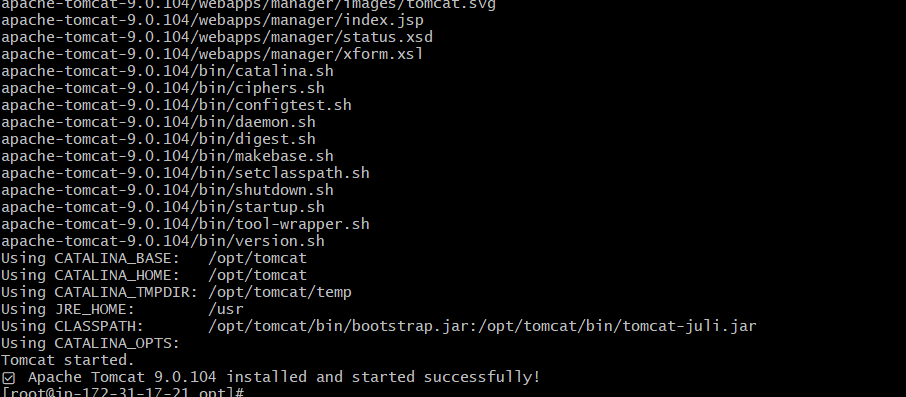 apache-tomcat-9.0.104/webapps/manager/images/tomcat.svg
apache-tomcat-9.0.104/webapps/manager/index.jsp
apache-tomcat-9.0.104/webapps/manager/status.xsd
apache-tomcat-9.0.104/webapps/manager/xform.xsl
apache-tomcat-9.0.104/bin/catalina.sh
apache-tomcat-9.0.104/bin/ciphers.sh
apache-tomcat-9.0.104/bin/configtest.sh
apache-tomcat-9.0.104/bin/daemon.sh
apache-tomcat-9.0.104/bin/digest.sh
apache-tomcat-9.0.104/bin/makebase.sh
apache-tomcat-9.0.104/bin/setclasspath.sh
apache-tomcat-9.0.104/bin/shutdown.sh
apache-tomcat-9.0.104/bin/startup.sh
apache-tomcat-9.0.104/bin/tool-wrapper.sh
apache-tomcat-9.0.104/bin/version.sh
Using CATALINA_BASE:   /opt/tomcat
Using CATALINA_HOME:   /opt/tomcat
Using CATALINA_TMPDIR: /opt/tomcat/temp
Using JRE_HOME:        /usr
Using CLASSPATH:       /opt/tomcat/bin/bootstrap.jar:/opt/tomcat/bin/tomcat-juli.jar
Using CATALINA_OPTS:
Tomcat started.
☑ Apache Tomcat 9.0.104 installed and started successfully!
[root@ip-172-31-17-21 opt]#